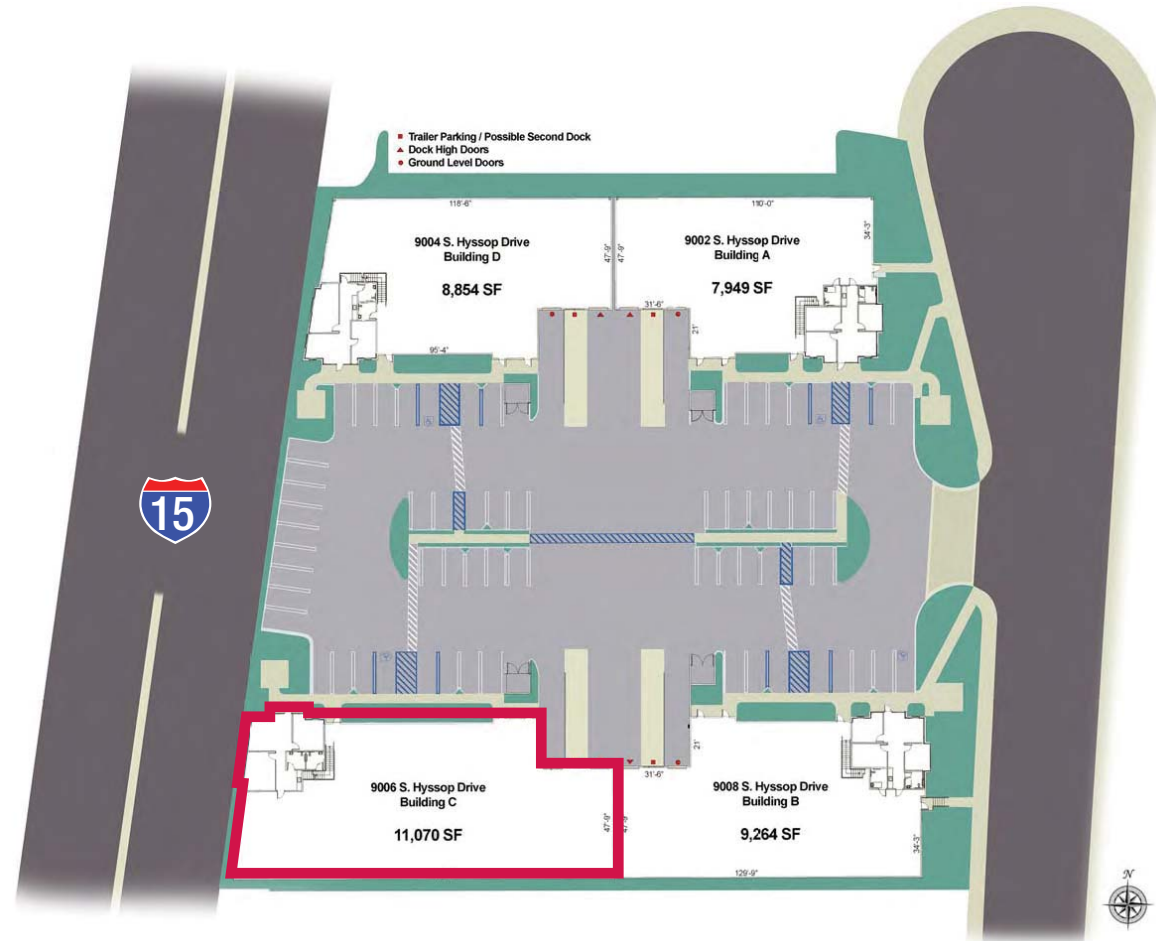 Trailer Parking / Possible Second Dock
Dock High Doors
Ground Level Doors
118'-6"
110'-0"
9004 S. Hyssop Drive
Building D
8,854 SF
47'-9"
47'-9"
9002 S. Hyssop Drive
Building A
7,949 SF
34'-3"
31'-6"
21'
95'-4"
15
9006 S. Hyssop Drive
Building C
11,070 SF
47'-9"
47'-9"
21'
31'-6"
9008 S. Hyssop Drive
Building B
9,264 SF
34'-3"
129'-9"
N